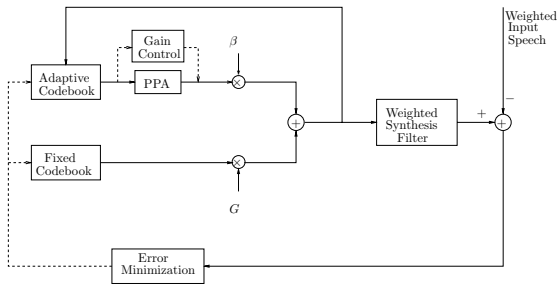 Weighted
Input
Speech
Gain
Control
β
Adaptive
Codebook
PPA
×
−
Weighted
Synthesis
Filter
+
+
+
Fixed
Codebook
×
G
Error
Minimization